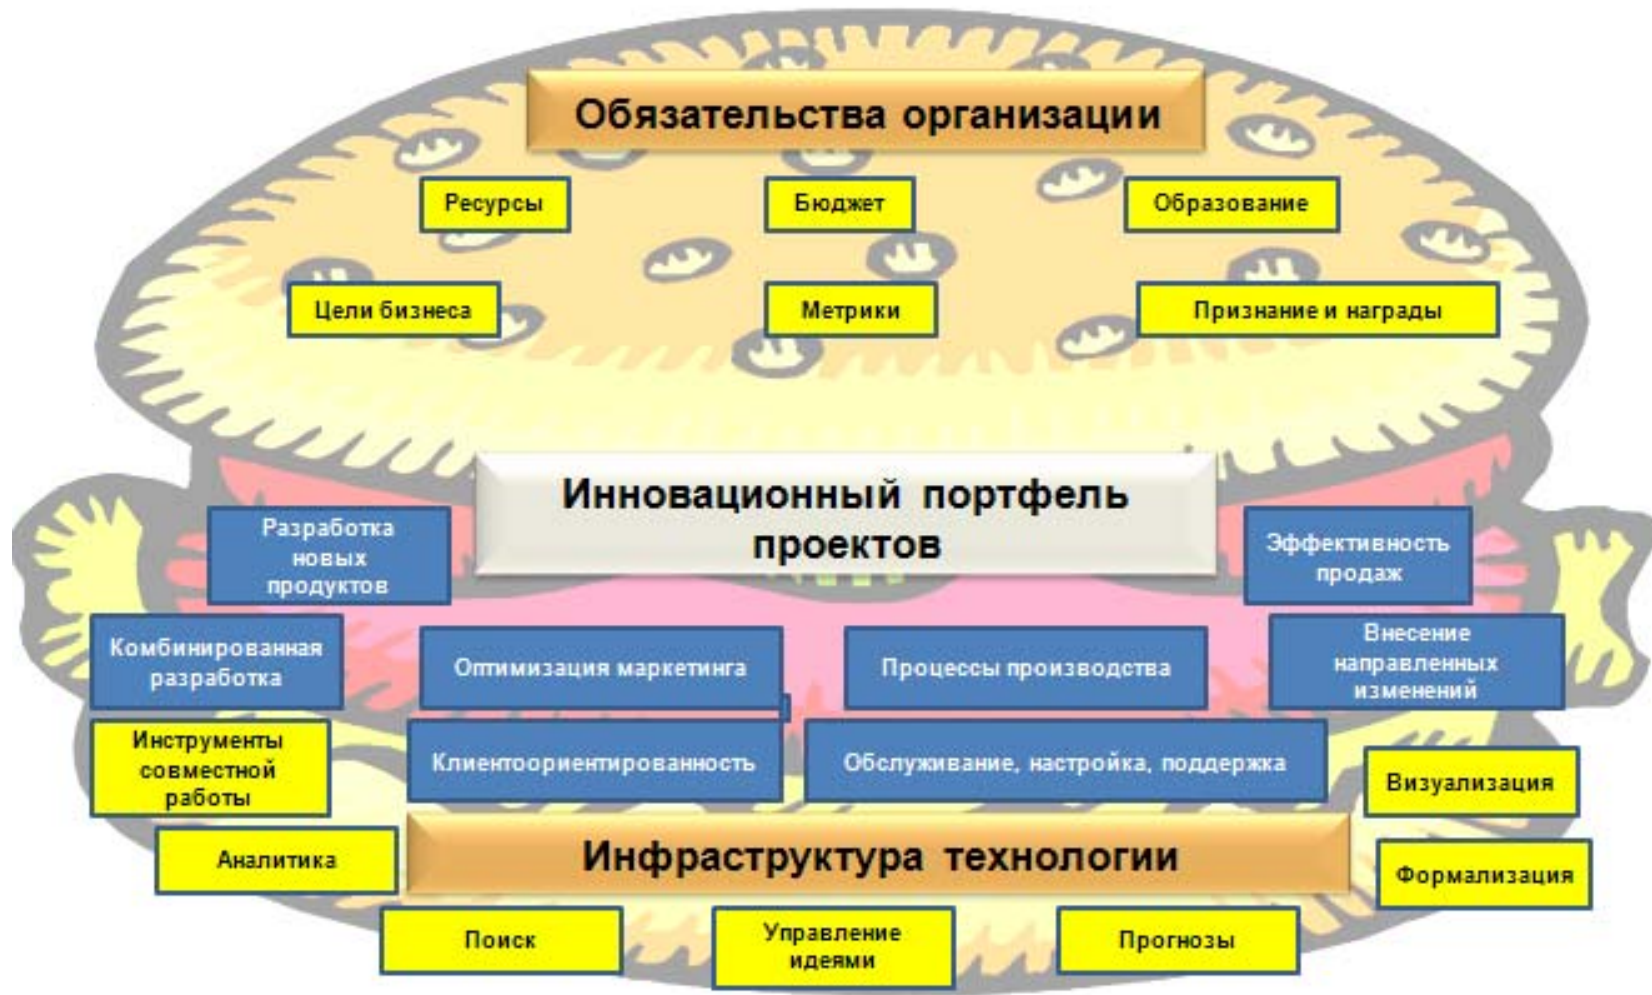 Обязательства организации
Ресурсы
Бюджет
Образование
Цели бизнеса
Метрики
Признание и награды
Инновационный портфель
проектов
Разработка
новых
продуктов
Эффективность
продаж
Комбинированная
разработка
Оптимизация маркетинга
Процессы производства
Внесение
направленных
изменений
Инструменты
совместной
работы
Клиентоориентированность
Обслуживание, настройка, поддержка
Визуализация
Аналитика
Инфраструктура технологии
Формализация
Поиск
Управление
идеями
Прогнозы